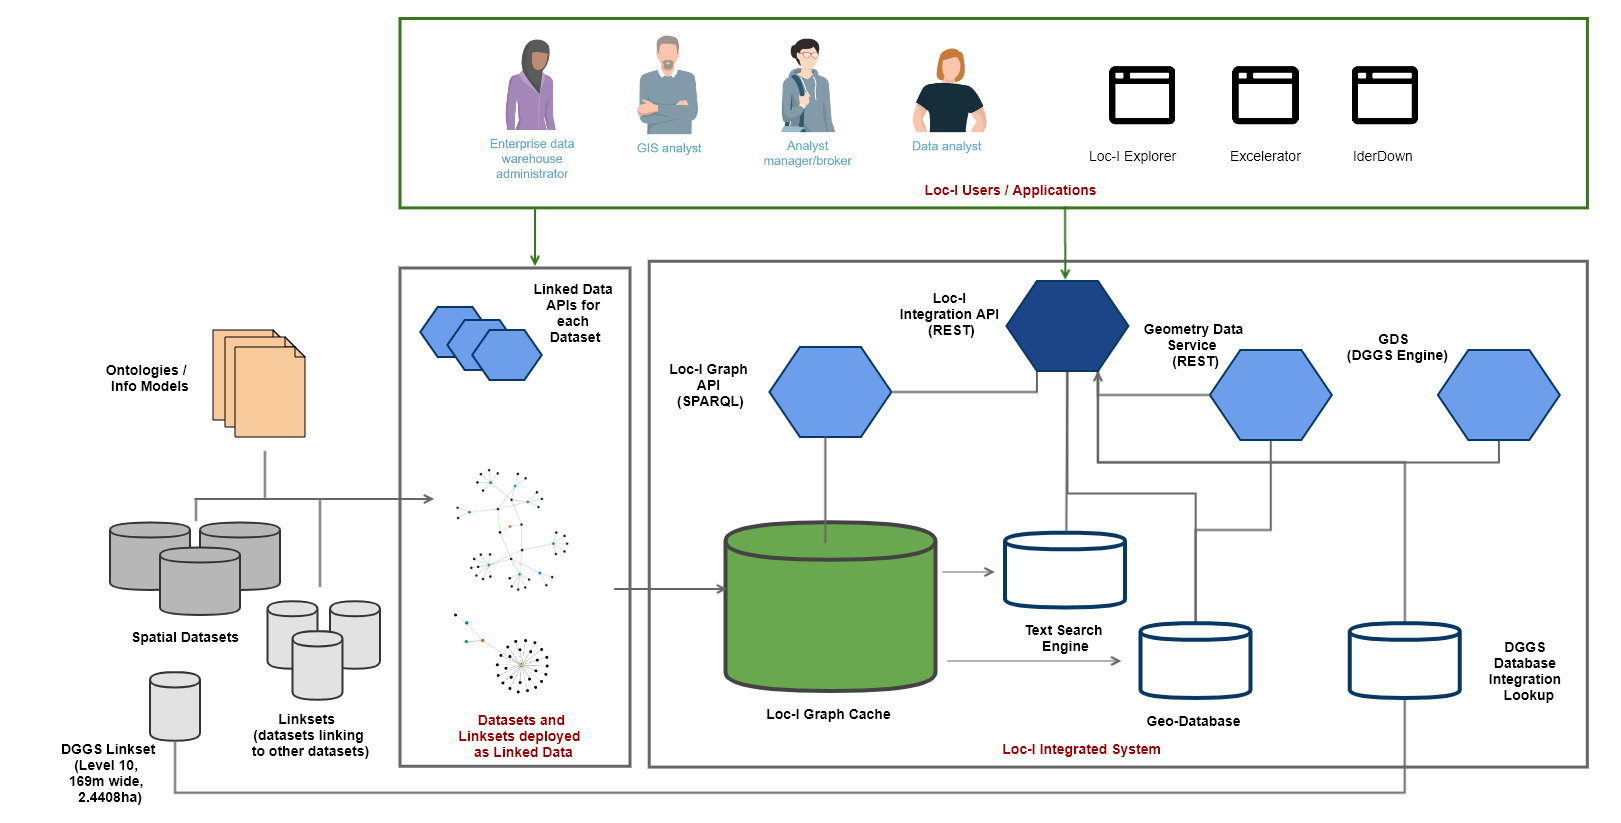 Enterprise data
warehouse
administrator
GIS analyst
Analyst
manager/broker
Data analyst
Loc-I Explorer
Excelerator
IderDown
Loc-I Users / Applications
Linked Data
APIs for
each
Dataset
Loc-I
Integration API
(REST)
Geometry Data
Service
(REST)
GDS
(DGGS Engine)
Loc-I Graph
API
(SPARQL)
Ontologies /
Info Models
Spatial Datasets
Linksets
(datasets linking
to other datasets)
DGGS Linkset
(Level 10,
169m wide,
2.4408ha)
Datasets and
Linksets deployed
as Linked Data
Loc-I Graph Cache
Text Search
Engine
Geo-Database
DGGS
Database
Integration
Lookup
Loc-I Integrated System